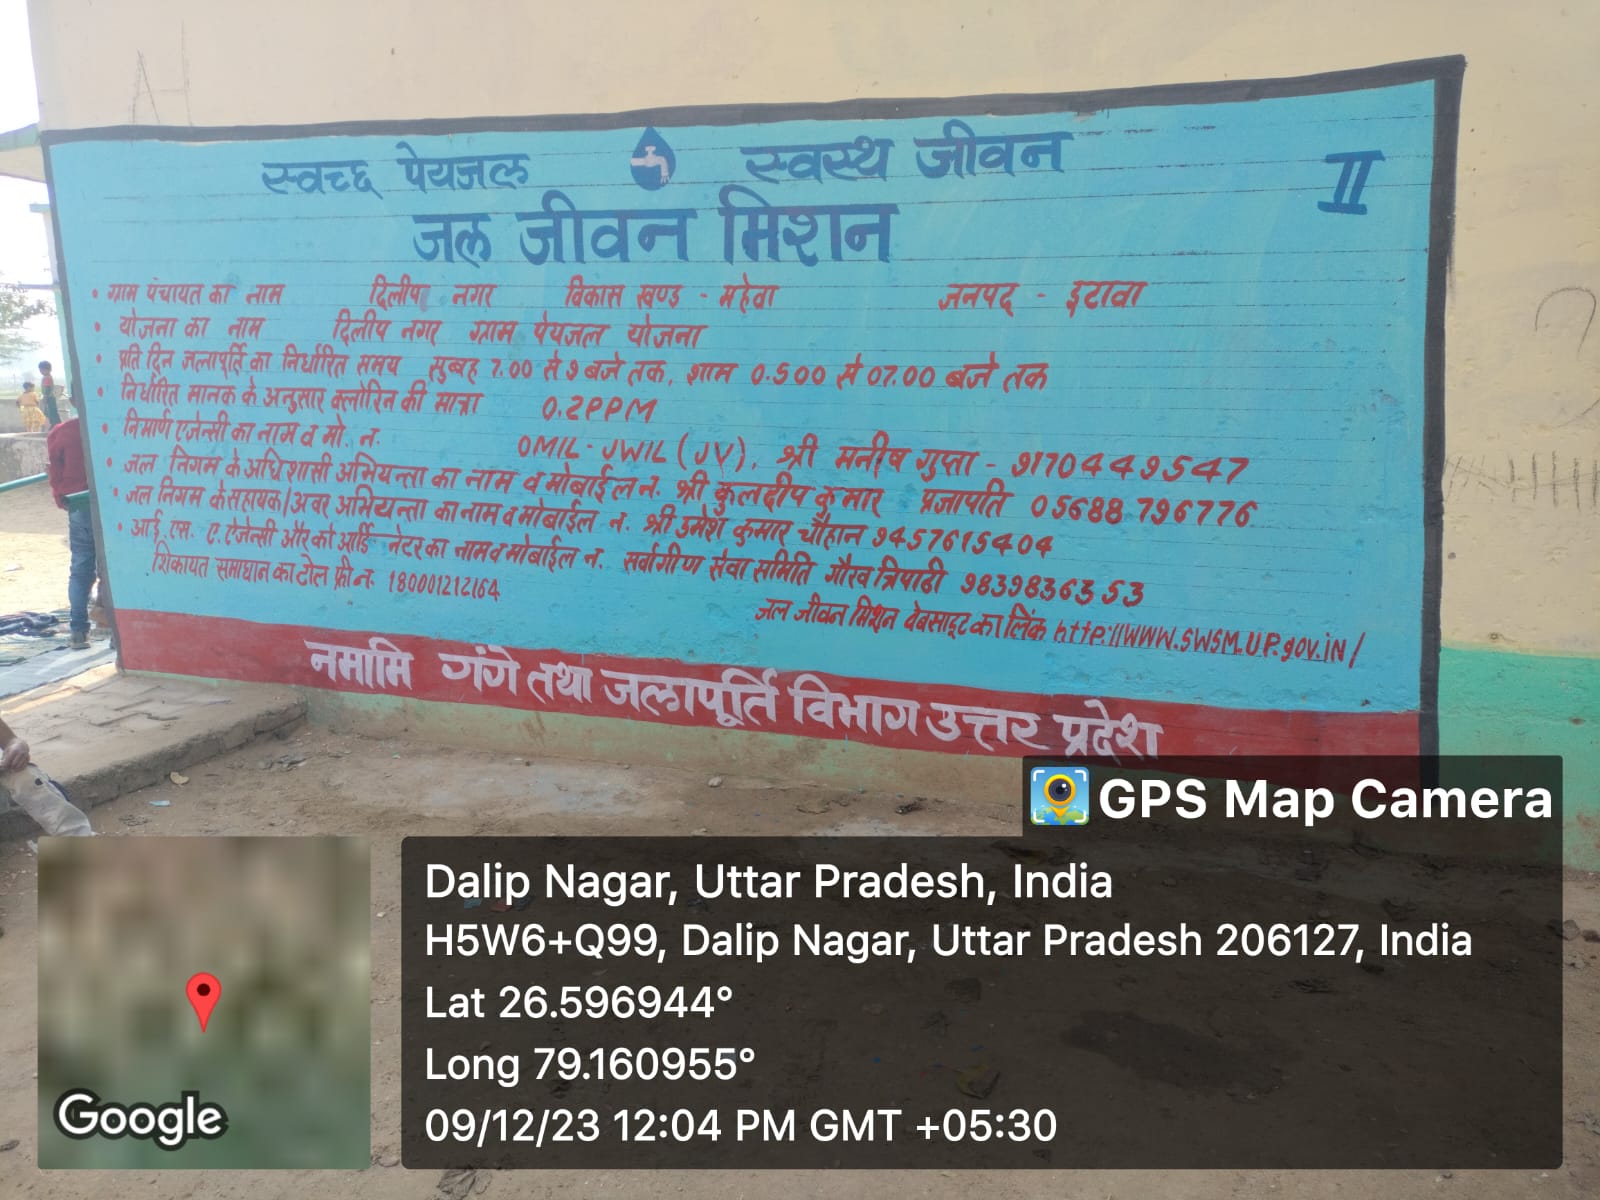 स्वच्छ पेयजल स्वस्थ जीवन
II
जल जीवन मिशन
• ग्राम पंचायत का नाम दिलीप नगर विकास खण्ड - महेवा जनपद - इटावा
• योजना का नाम दिलीप नगर ग्राम पेयजल योजना
• प्रति दिन जलापूर्ति का निर्धारित समय सुबह 7.00 से 9 बजे तक, शाम 0.500 से 07.00 बजे तक
• निर्धारित मानक के अनुसार क्लोरिन की मात्रा 0.2PPM
• निमार्ण एजेन्सी का नाम व मो. न. OMIL-JWIL (JV), श्री मनीष गुप्ता - 9170449547
• जल निगम के अधिशासी अभियन्ता का नाम व मोबाईल न. श्री कुलदीप कुमार प्रजापति 05688 796776
• जल निगम के सहायक/अवर अभियन्ता का नाम व मोबाईल न. श्री उमेश कुमार चौहान 9457615404
• आई. एस. ए. ऐजेन्सी और को आर्डिनेटर का नाम व मोबाईल न. सर्वागीण सेवा समिति गौरव त्रिपाठी 9839836353
शिकायत समाधान का टोल फ्री न. 180001212164
जल जीवन मिशन वेबसाइट का लिंक http://WWW.SWSM.UP.gov.iN/
नमामि गंगे तथा जलापूर्ति विभाग उत्तर प्रदेश
GPS Map Camera
Dalip Nagar, Uttar Pradesh, India
H5W6+Q99, Dalip Nagar, Uttar Pradesh 206127, India
Lat 26.596944°
Long 79.160955°
09/12/23 12:04 PM GMT +05:30
Google